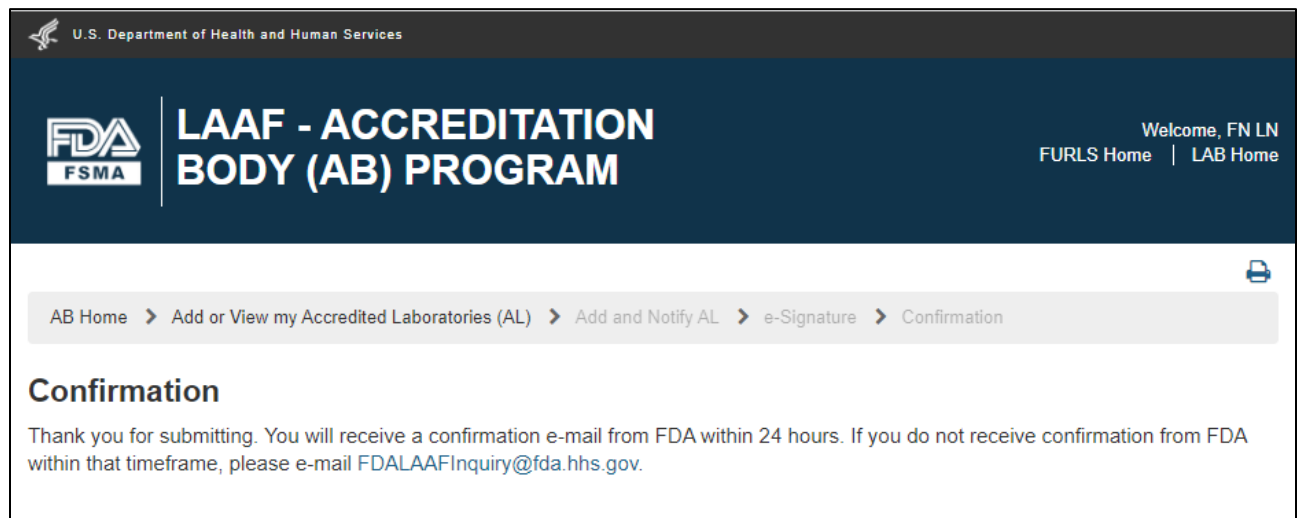 U.S. Department of Health and Human Services
FDA
FSMA
LAAF - ACCREDITATION
BODY (AB) PROGRAM
Welcome, FN LN
FURLS Home | LAB Home
AB Home > Add or View my Accredited Laboratories (AL) > Add and Notify AL > e-Signature > Confirmation
Confirmation
Thank you for submitting. You will receive a confirmation e-mail from FDA within 24 hours. If you do not receive confirmation from FDA
within that timeframe, please e-mail FDALAAFInquiry@fda.hhs.gov.